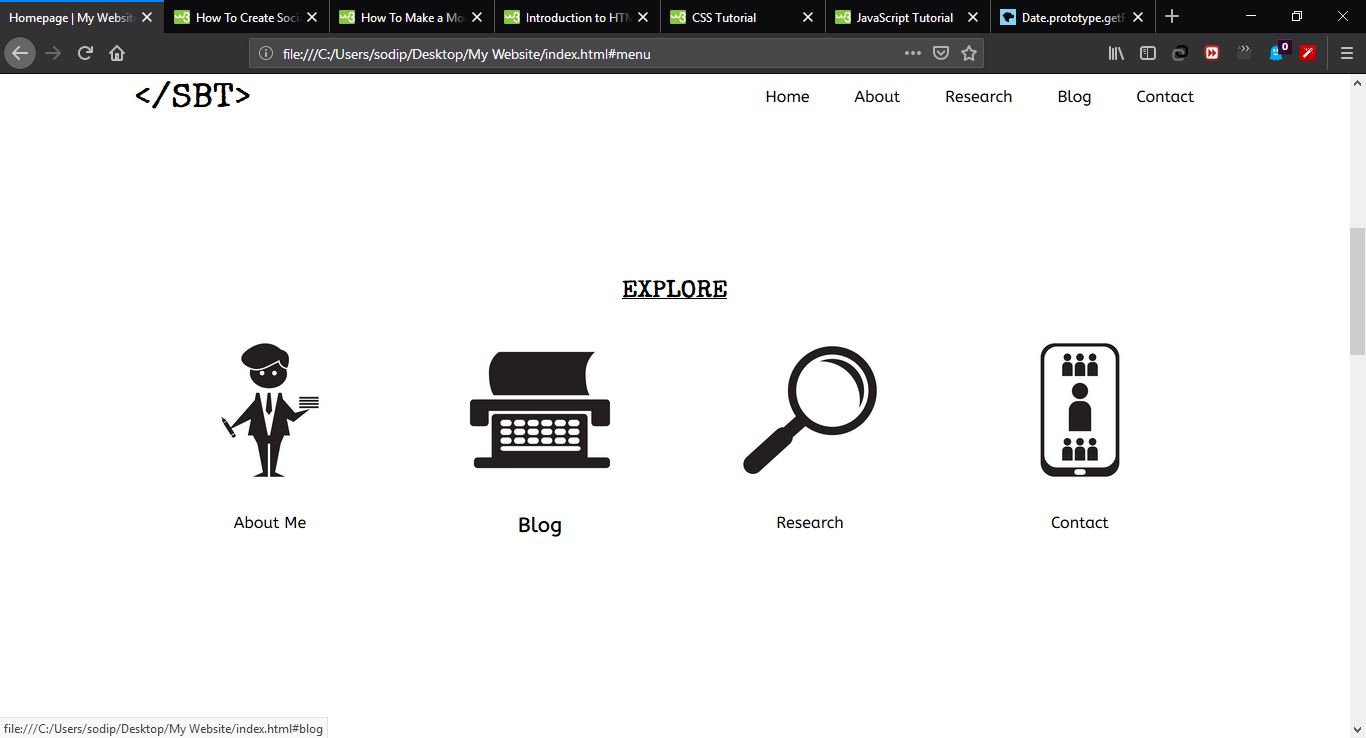 Homepage | My Website
How To Create Soci
How To Make a Mo
Introduction to HTM
CSS Tutorial
JavaScript Tutorial
Date.prototype.getF
file:///C:/Users/sodip/Desktop/My Website/index.html#menu
0
</SBT>
Home About Research Blog Contact
EXPLORE
About Me Blog Research Contact
file:///C:/Users/sodip/Desktop/My Website/index.html#blog